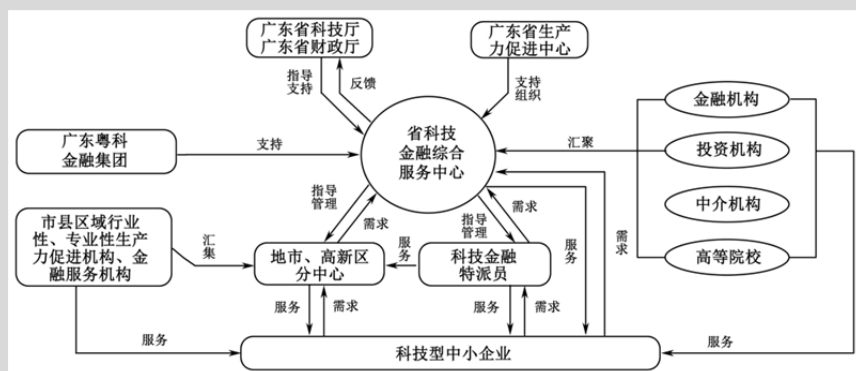 广东省科技厅
广东省财政厅
广东省生产
力促进中心
指导
支持
反馈
支持
组织
金融机构
广东粤科
金融集团
支持
省科技
金融综合
服务中心
汇聚
投资机构
中介机构
高等院校
指导
管理
需求
指导
管理
需求
市县区域行业
性、专业性生产
力促进机构、金
融服务机构
汇
集
地市、高新区
分中心
服
务
科技金融
特派员
服
务
需
求
服务
需求
服务
需求
服务
科技型中小企业
服务